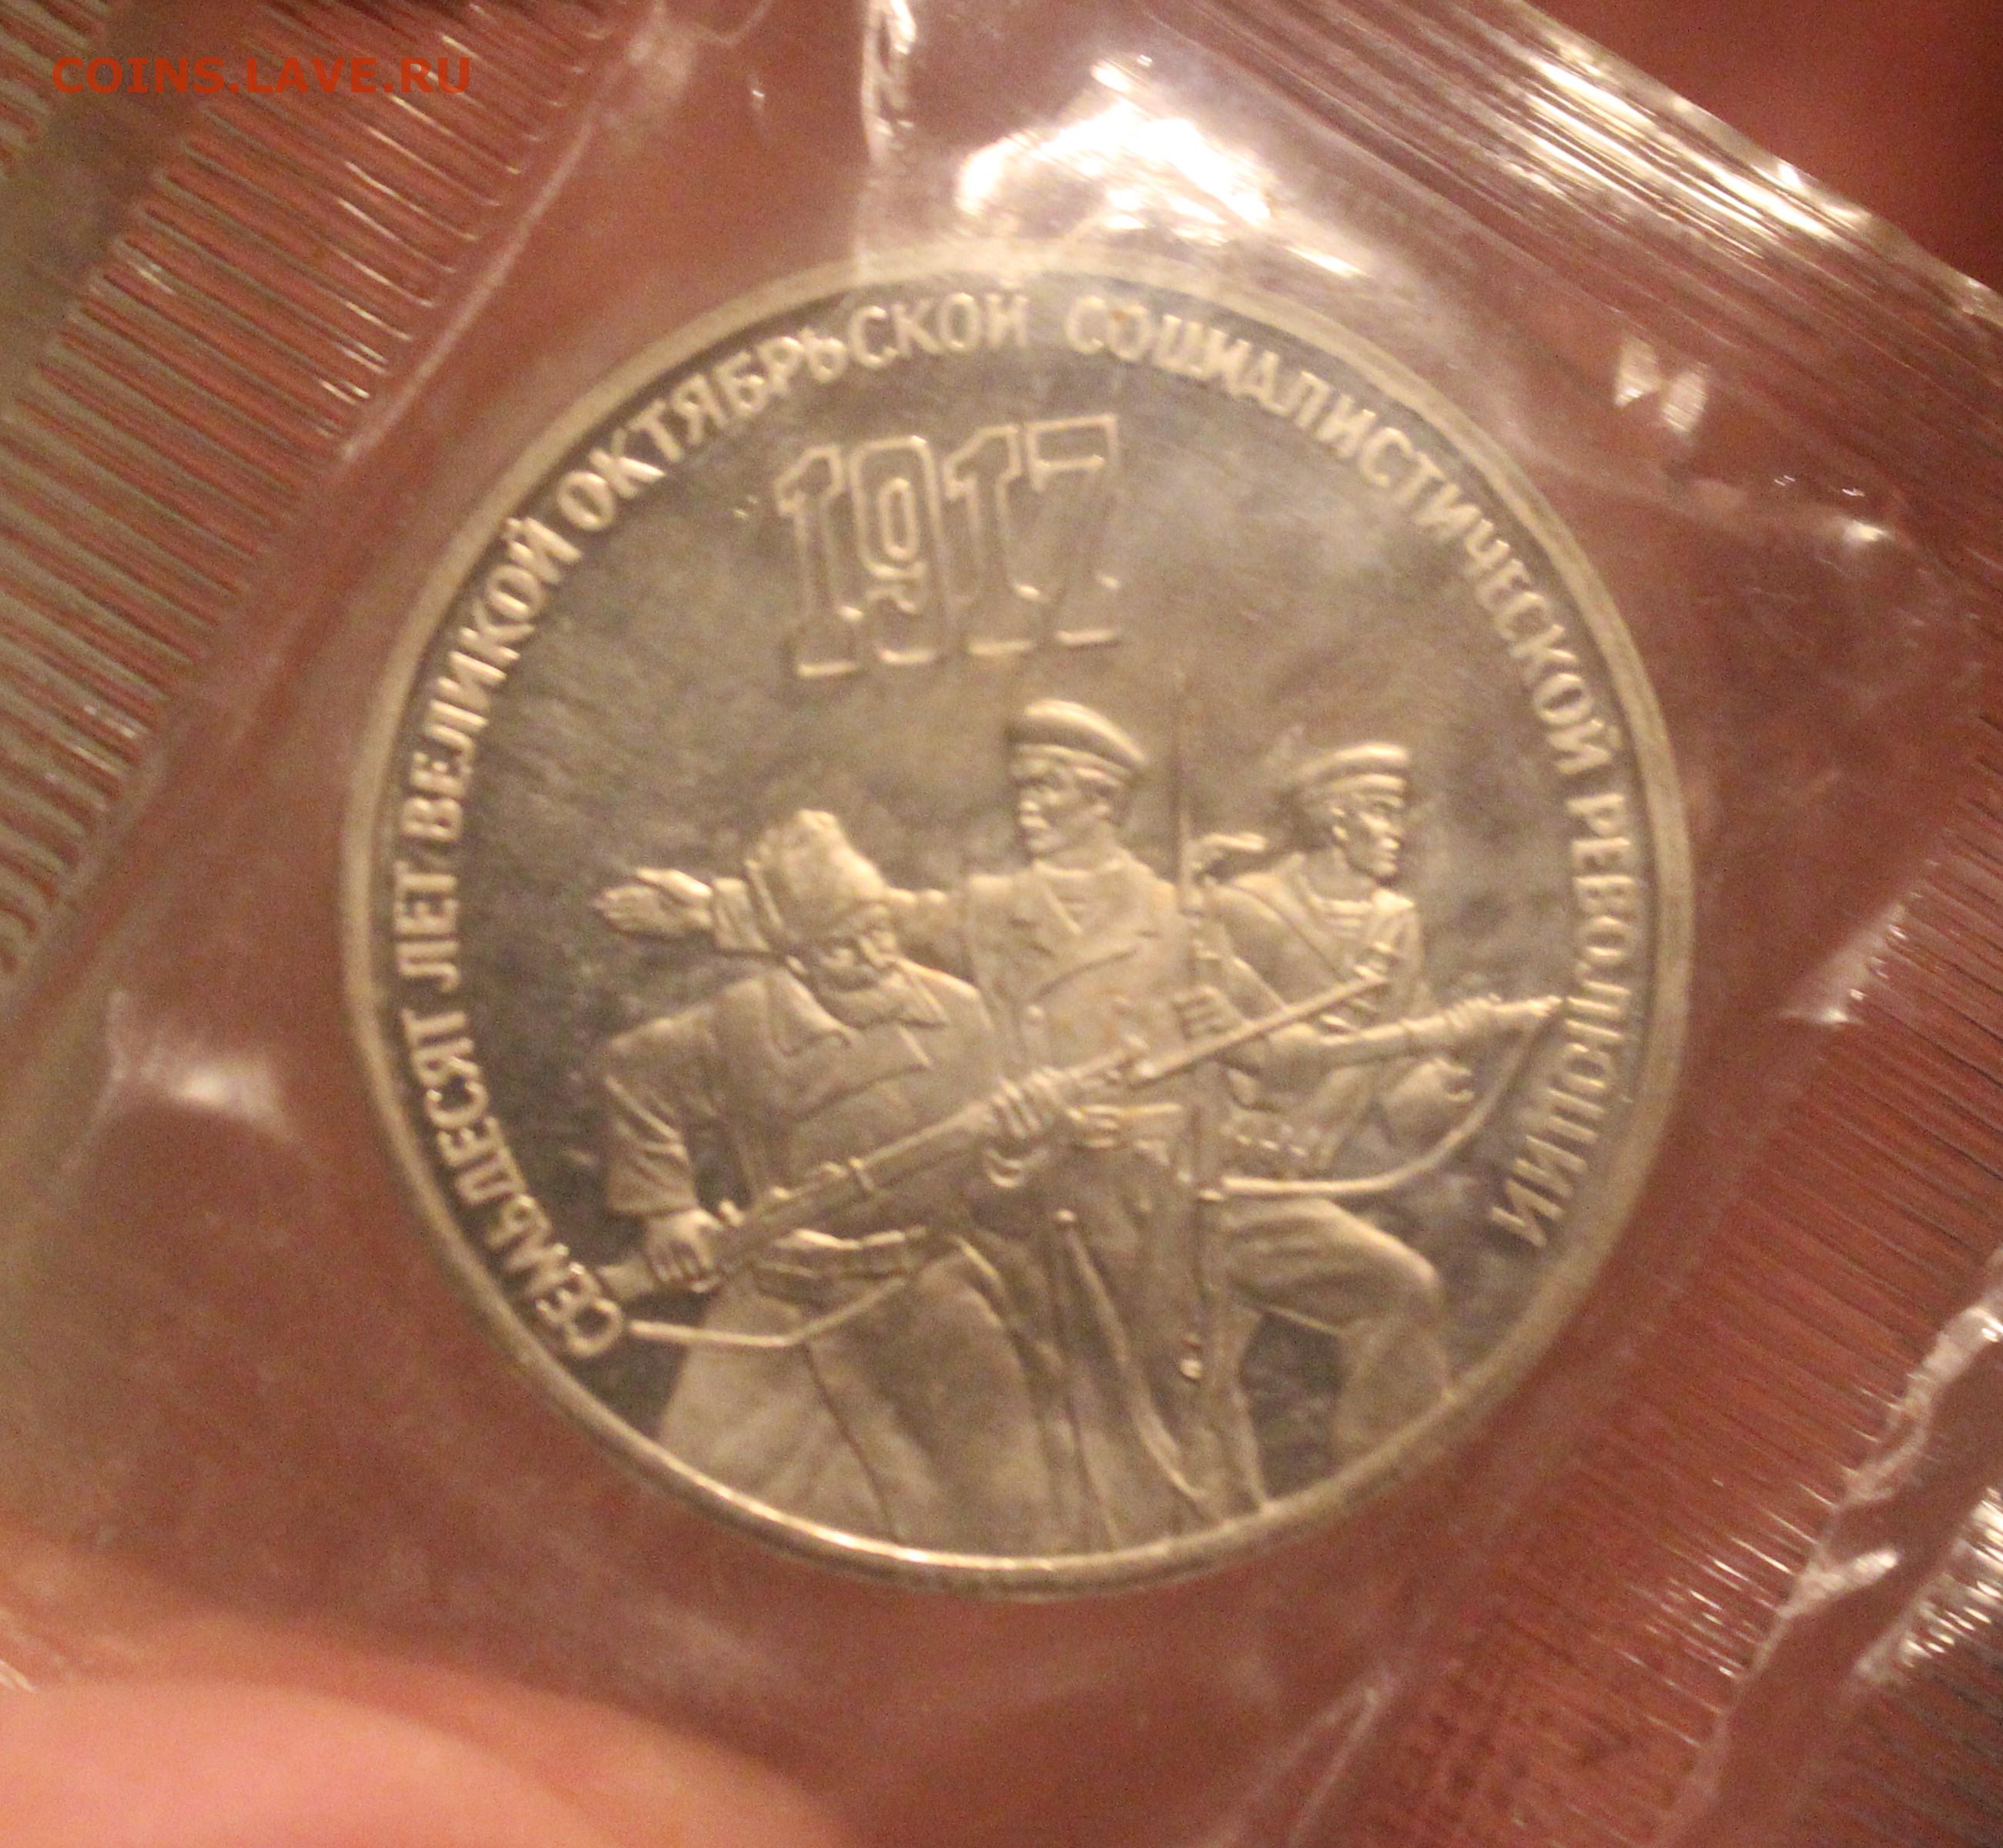 COINS.LAVE.RU
СЕМЬДЕСЯТ ЛЕТ ВЕЛИКОЙ ОКТЯБРЬСКОЙ СОЦИАЛИСТИЧЕСКОЙ РЕВОЛЮЦИИ
1917